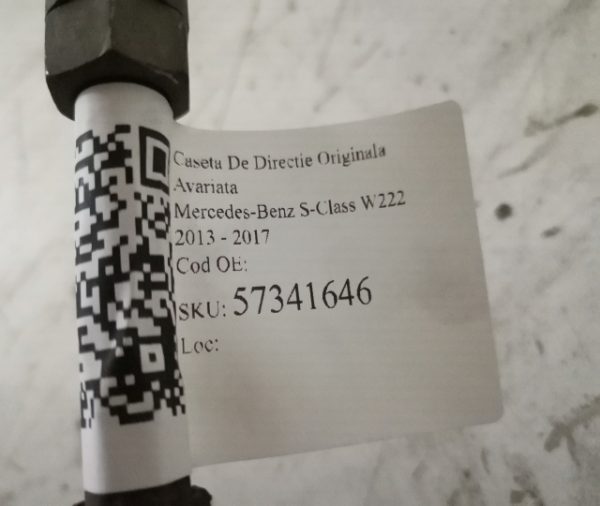 Caseta De Directie Originala
Avariata
Mercedes-Benz S-Class W222
2013 - 2017
Cod OE:
SKU: 57341646
Loc: